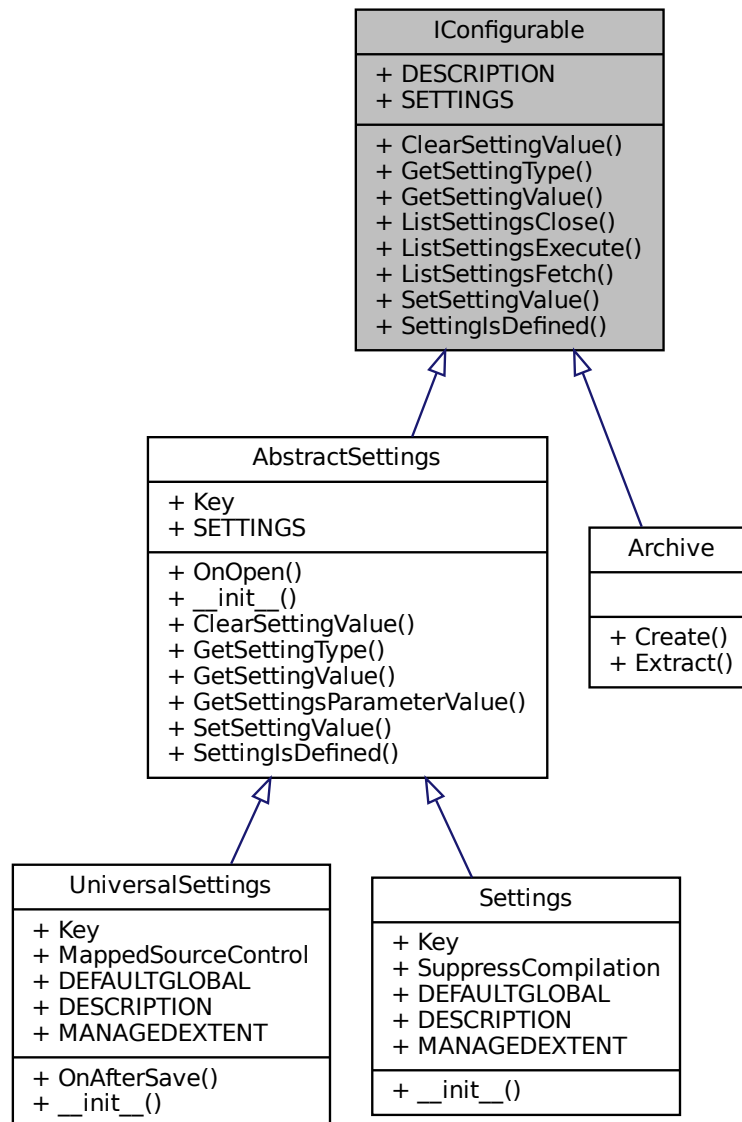 IConfigurable
+ DESCRIPTION
+ SETTINGS
+ ClearSettingValue()
+ GetSettingType()
+ GetSettingValue()
+ ListSettingsClose()
+ ListSettingsExecute()
+ ListSettingsFetch()
+ SetSettingValue()
+ SettingIsDefined()
AbstractSettings
+ Key
+ SETTINGS
+ OnOpen()
+ __init__()
+ ClearSettingValue()
+ GetSettingType()
+ GetSettingValue()
+ GetSettingsParameterValue()
+ SetSettingValue()
+ SettingIsDefined()
Archive
+ Create()
+ Extract()
UniversalSettings
+ Key
+ MappedSourceControl
+ DEFAULTGLOBAL
+ DESCRIPTION
+ MANAGEDEXTENT
+ OnAfterSave()
+ __init__()
Settings
+ Key
+ SuppressCompilation
+ DEFAULTGLOBAL
+ DESCRIPTION
+ MANAGEDEXTENT
+ __init__()